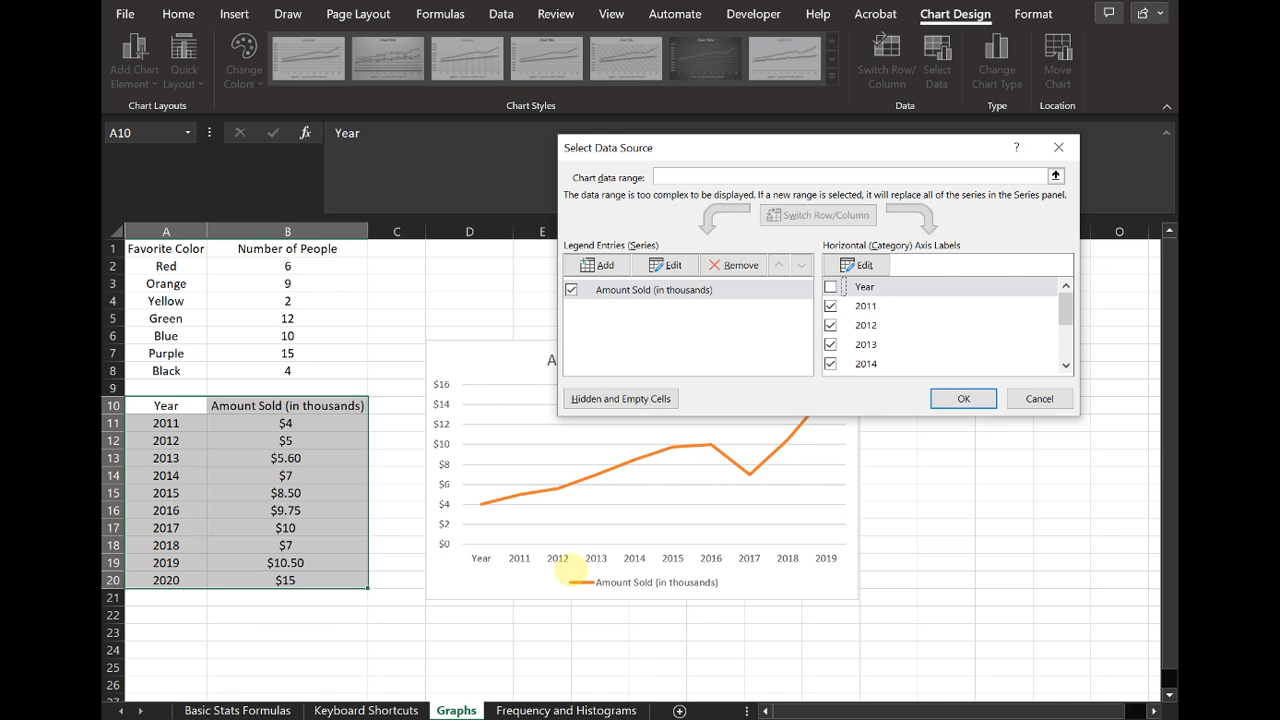 File Home Insert Draw Page Layout Formulas Data Review View Automate Developer Help Acrobat Chart Design Format
Add Chart Element
Quick Layout
Change Colors
Switch Row/ Column
Select Data
Change Chart Type
Move Chart
Chart Layouts Chart Styles Data Type Location
A10 fx Year
Select Data Source ?
Chart data range:
The data range is too complex to be displayed. If a new range is selected, it will replace all of the series in the Series panel.
Switch Row/Column
Legend Entries (Series) Horizontal (Category) Axis Labels
Add Edit Remove Edit
Amount Sold (in thousands) Year
2011
2012
2013
2014
Hidden and Empty Cells OK Cancel
A B C D E O
1 Favorite Color Number of People
2 Red 6
3 Orange 9
4 Yellow 2
5 Green 12
6 Blue 10
7 Purple 15
8 Black 4
9
10 Year Amount Sold (in thousands)
11 2011 $4
12 2012 $5
13 2013 $5.60
14 2014 $7
15 2015 $8.50
16 2016 $9.75
17 2017 $10
18 2018 $7
19 2019 $10.50
20 2020 $15
21
22
23
24
25
26
$16
$14
$12
$10
$8
$6
$4
$2
$0
Year 2011 2012 2013 2014 2015 2016 2017 2018 2019
Amount Sold (in thousands)
Basic Stats Formulas Keyboard Shortcuts Graphs Frequency and Histograms